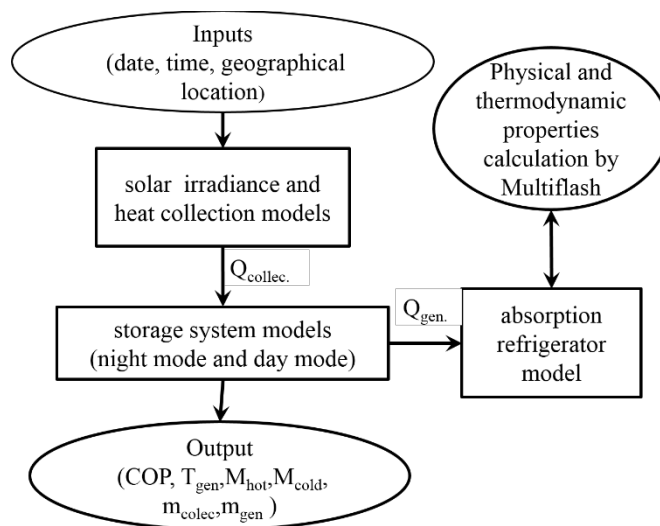 Inputs
(date, time, geographical
location)
Physical and
thermodynamic
properties
calculation by
Multiflash
solar irradiance and
heat collection models
Qcollec.
storage system models
(night mode and day mode)
Qgen.
absorption
refrigerator
model
Output
(COP, Tgen,Mhot,Mcold,
mcolec,mgen )